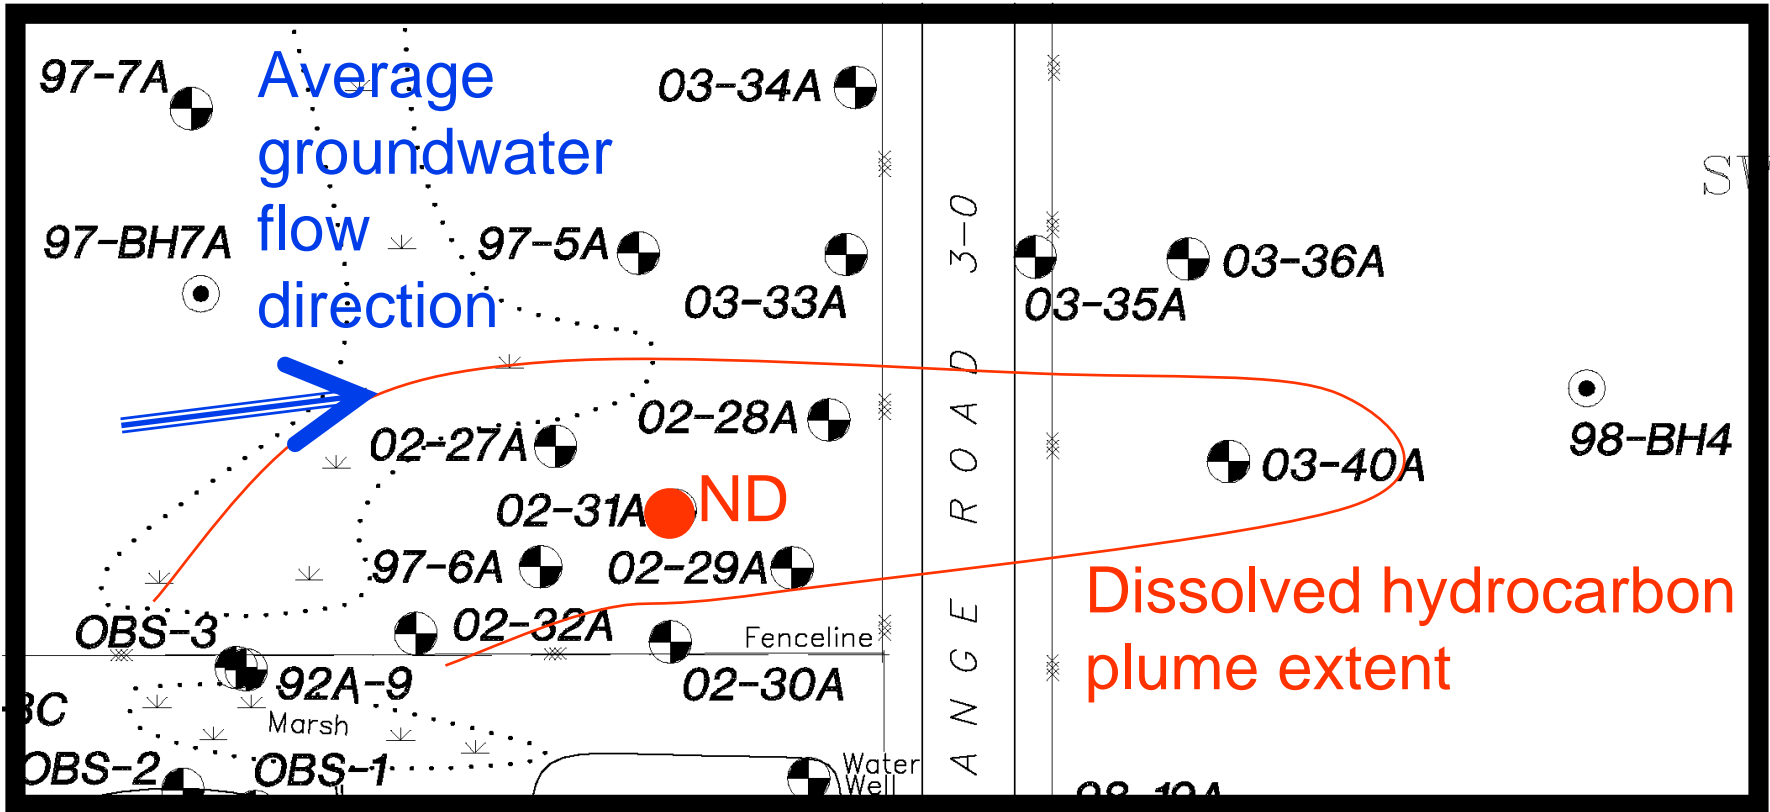 97-7A
Average
groundwater
flow
direction
03-34A
97-BH7A
97-5A
03-33A
03-35A
03-36A
02-28A
02-27A
02-31A
ND
03-40A
98-BH4
97-6A
02-29A
Dissolved hydrocarbon
plume extent
OBS-3
02-32A
Fenceline
92A-9
02-30A
Marsh
OBS-2
OBS-1
Water
Well
ANGE ROAD 3-0